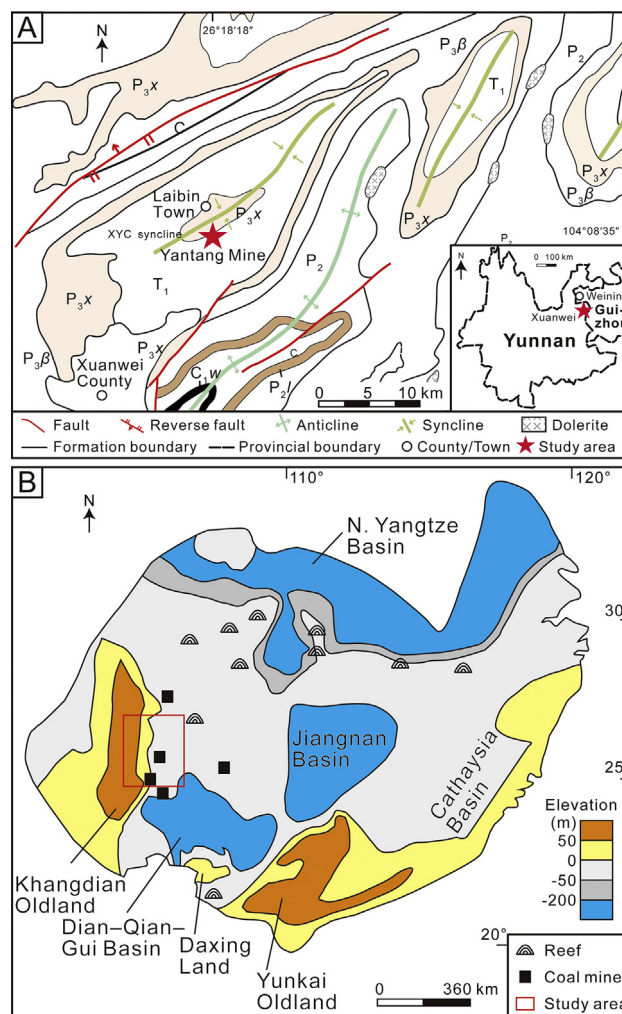 A
N
26°18'18"
P3x
C
P3β
T1
P2
Laibin
Town
P3x
XYC syncline
Yantang Mine
T1
P3x
P3x
P3β
104°08'35"
P2
P3x
P3β
Xuanwei
County
P3x
C1w
C
P2l
0 5 10 km
N
0 100 km
Weining
Xuanwei
Gui-
zhou
Yunnan
Fault
Reverse fault
Anticline
Syncline
Dolerite
Formation boundary
Provincial boundary
County/Town
Study area
B
N
110°
120°
N. Yangtze
Basin
30
Jiangnan
Basin
Cathaysia
Basin
25
Elevation
(m)
50
0
-50
-200
Khangdian
Oldland
Dian–Qian–
Gui Basin
Daxing
Land
Yunkai
Oldland
20°
0 360 km
Reef
Coal mine
Study area